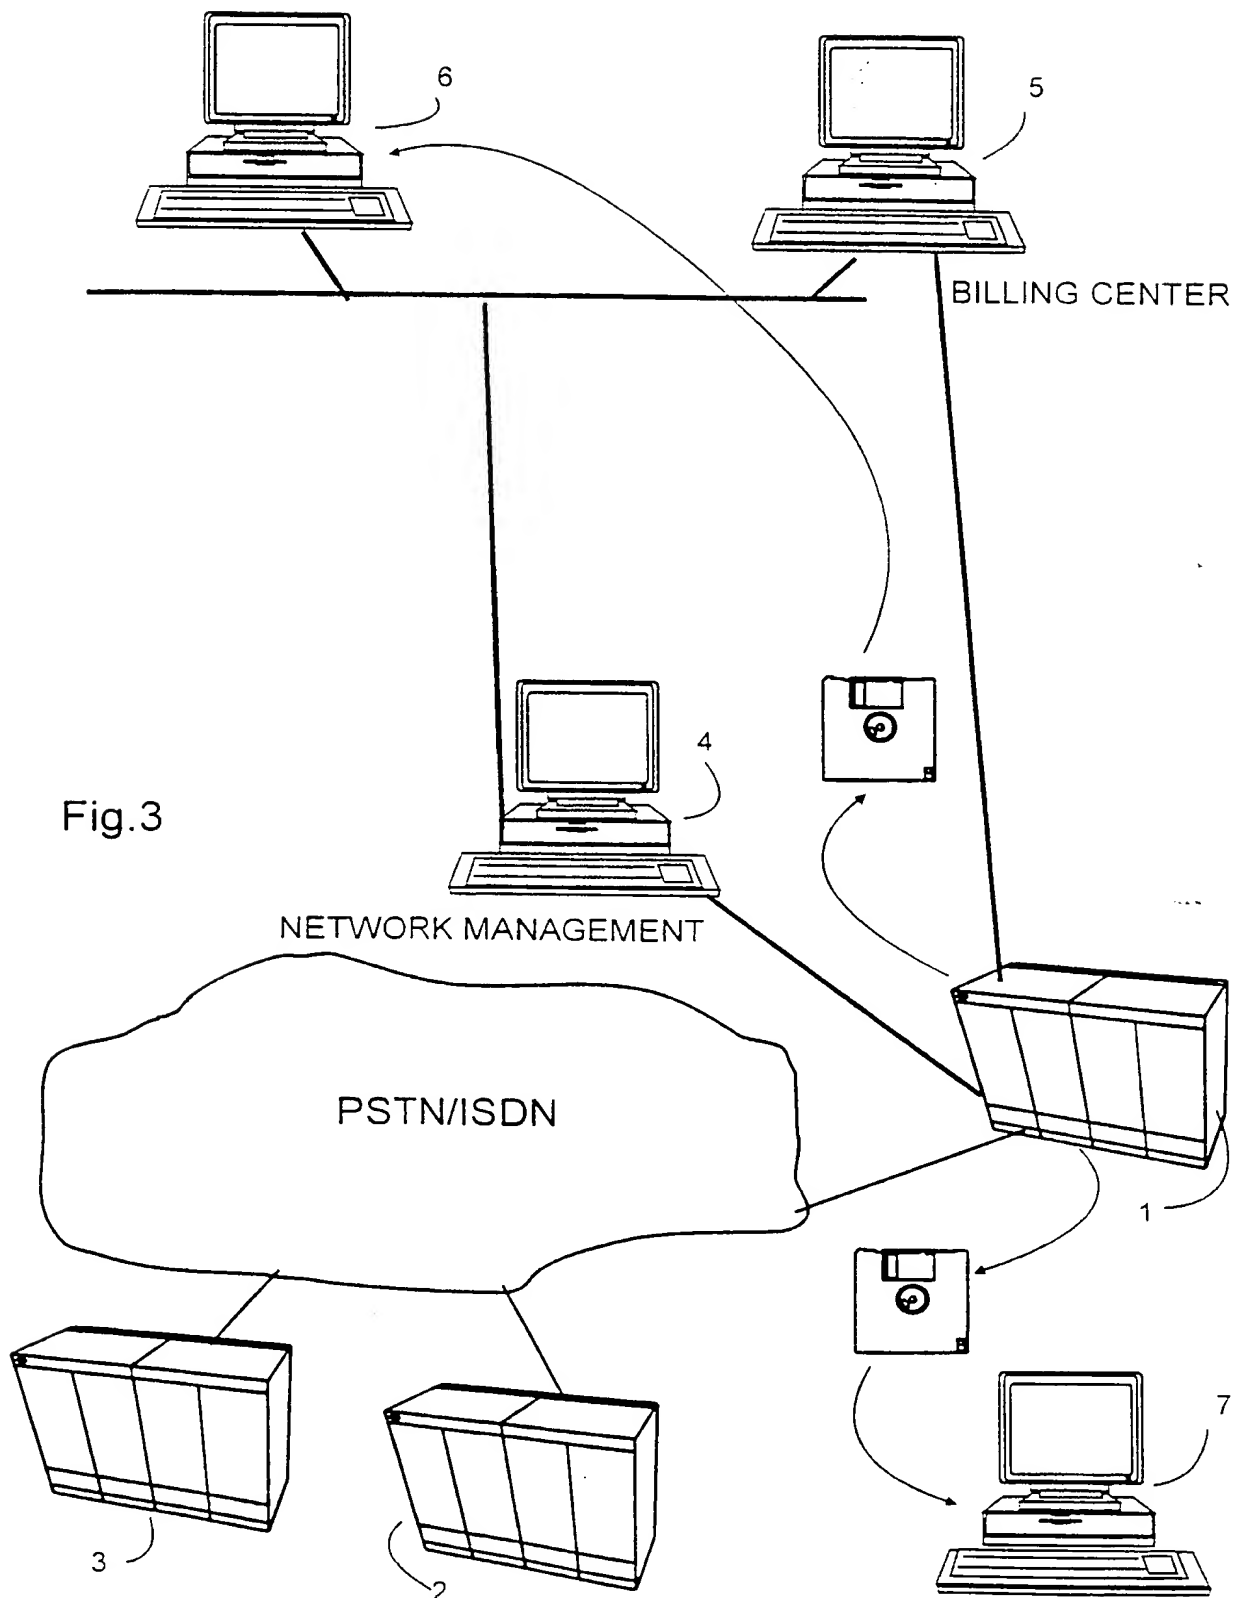 6
5
BILLING CENTER
4
Fig.3
NETWORK MANAGEMENT
PSTN/ISDN
1
7
3
2